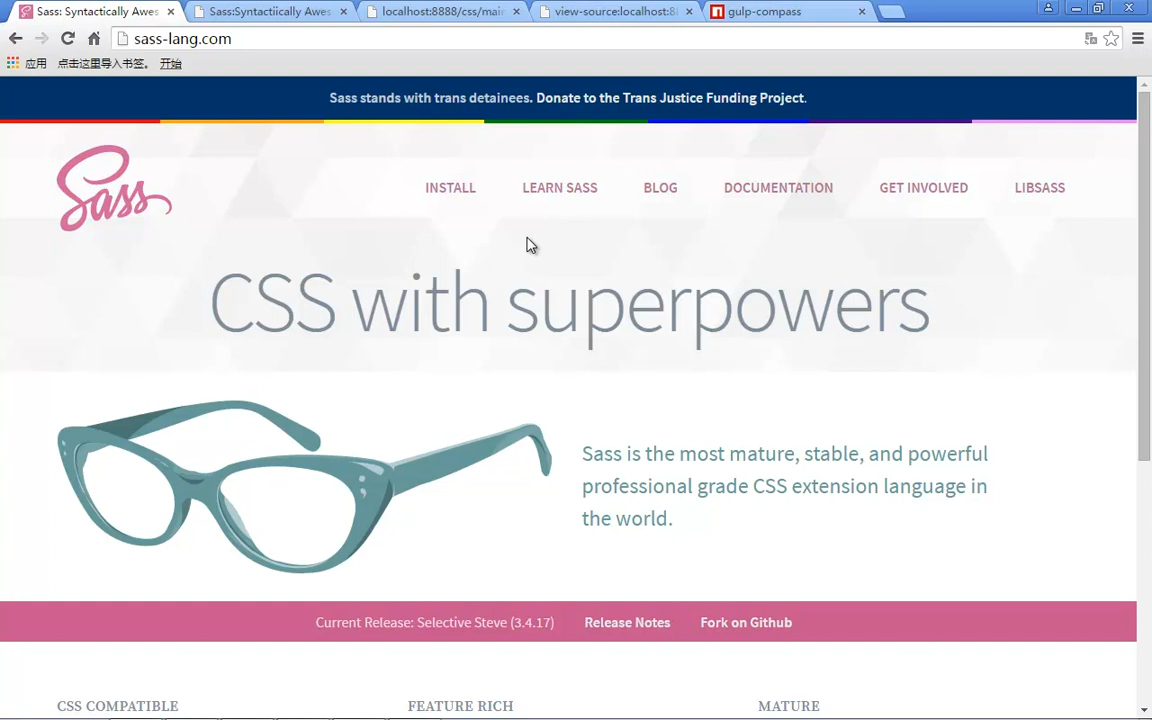 Sass: Syntactically Awes
Sass:Syntactiically Awes
localhost:8888/css/main
view-source:localhost:8
gulp-compass
sass-lang.com
应用 点击这里导入书签。 开始
Sass stands with trans detainees. Donate to the Trans Justice Funding Project.
Sass
INSTALL
LEARN SASS
BLOG
DOCUMENTATION
GET INVOLVED
LIBSASS
CSS with superpowers
Sass is the most mature, stable, and powerful
professional grade CSS extension language in
the world.
Current Release: Selective Steve (3.4.17) Release Notes Fork on Github
CSS COMPATIBLE
FEATURE RICH
MATURE